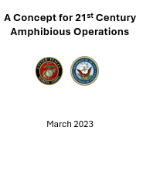 A Concept for 21st Century
Amphibious Operations
March 2023